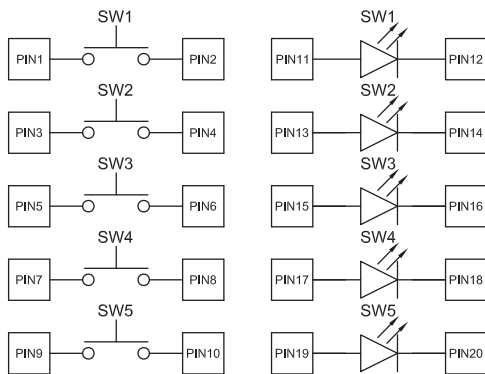 SW1 SW1
PIN1 PIN2 PIN11 PIN12
SW2 SW2
PIN3 PIN4 PIN13 PIN14
SW3 SW3
PIN5 PIN6 PIN15 PIN16
SW4 SW4
PIN7 PIN8 PIN17 PIN18
SW5 SW5
PIN9 PIN10 PIN19 PIN20